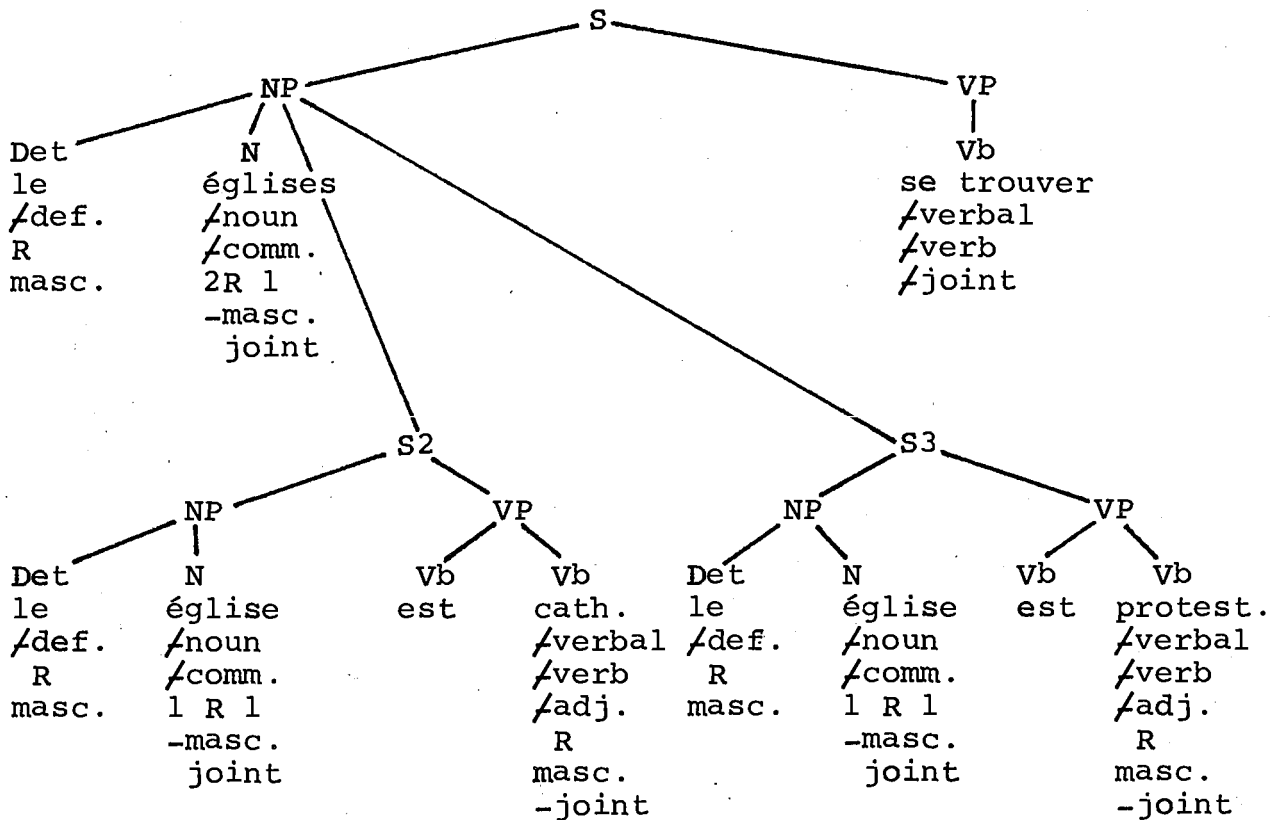 S
NP VP
Det N Vb
le églises se trouver
+def. +noun +verbal
R +comm. +verb
masc. 2R 1 +joint
-masc.
joint
S2 S3
NP VP NP VP
Det N Vb Vb Det N Vb Vb
le église est cath. le église est protest.
+def. +noun +verbal +def. +noun +verbal
R +comm. +verb R +comm. +verb
masc. 1 R 1 +adj. masc. 1 R 1 +adj.
-masc. R -masc. R
joint masc. joint masc.
-joint -joint